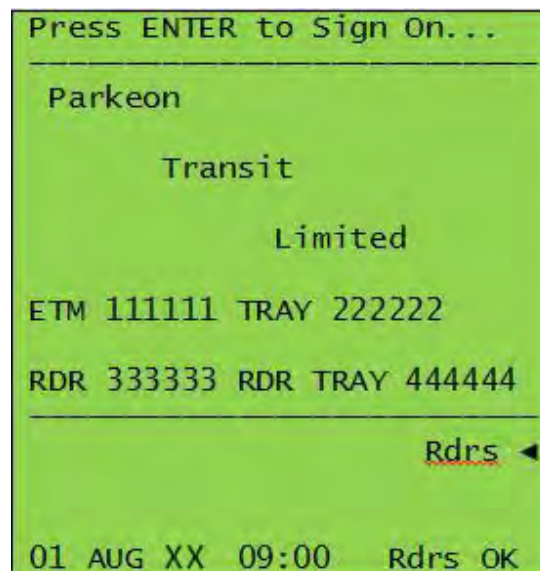 Press ENTER to Sign On...
Parkeon
Transit
Limited
ETM 111111 TRAY 222222
RDR 333333 RDR TRAY 444444
Rdrs ◄
01 AUG XX 09:00 Rdrs OK